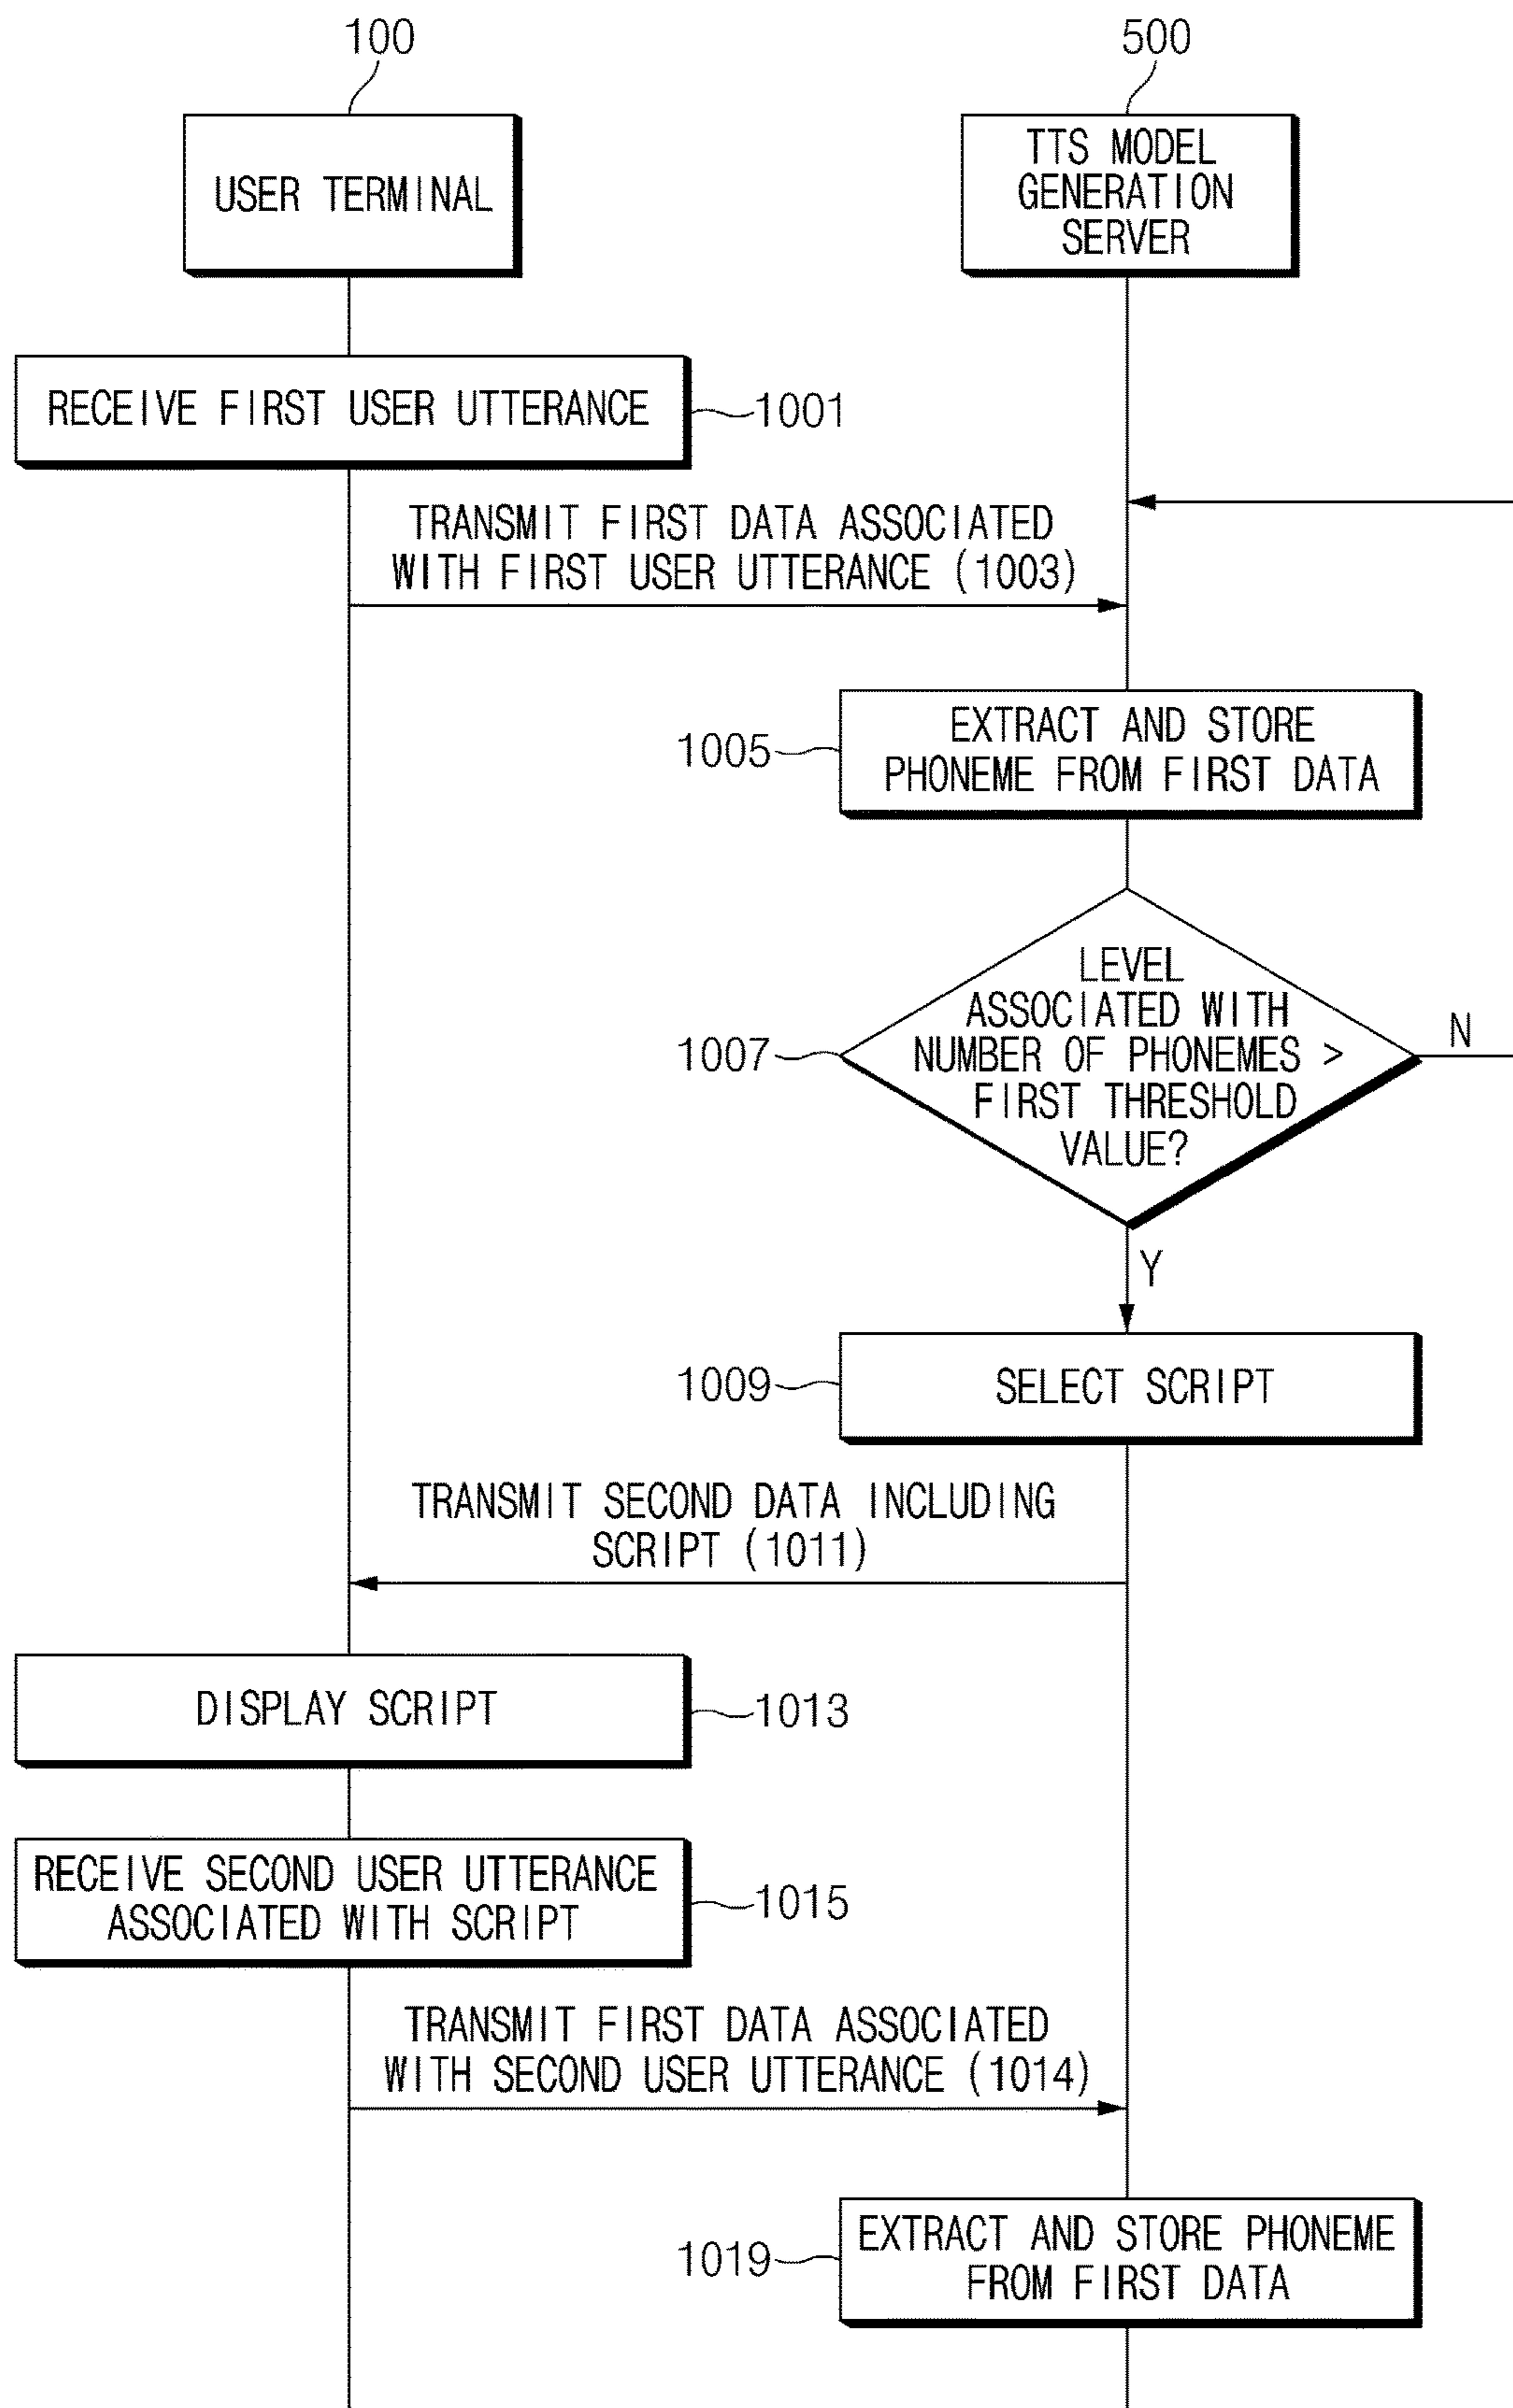 100
500
USER TERMINAL
TTS MODEL
GENERATION
SERVER
RECEIVE FIRST USER UTTERANCE
1001
TRANSMIT FIRST DATA ASSOCIATED
WITH FIRST USER UTTERANCE (1003)
1005
EXTRACT AND STORE
PHONEME FROM FIRST DATA
1007
LEVEL
ASSOCIATED WITH
NUMBER OF PHONEMES >
FIRST THRESHOLD
VALUE?
N
Y
1009
SELECT SCRIPT
TRANSMIT SECOND DATA INCLUDING
SCRIPT (1011)
DISPLAY SCRIPT
1013
RECEIVE SECOND USER UTTERANCE
ASSOCIATED WITH SCRIPT
1015
TRANSMIT FIRST DATA ASSOCIATED
WITH SECOND USER UTTERANCE (1014)
1019
EXTRACT AND STORE PHONEME
FROM FIRST DATA